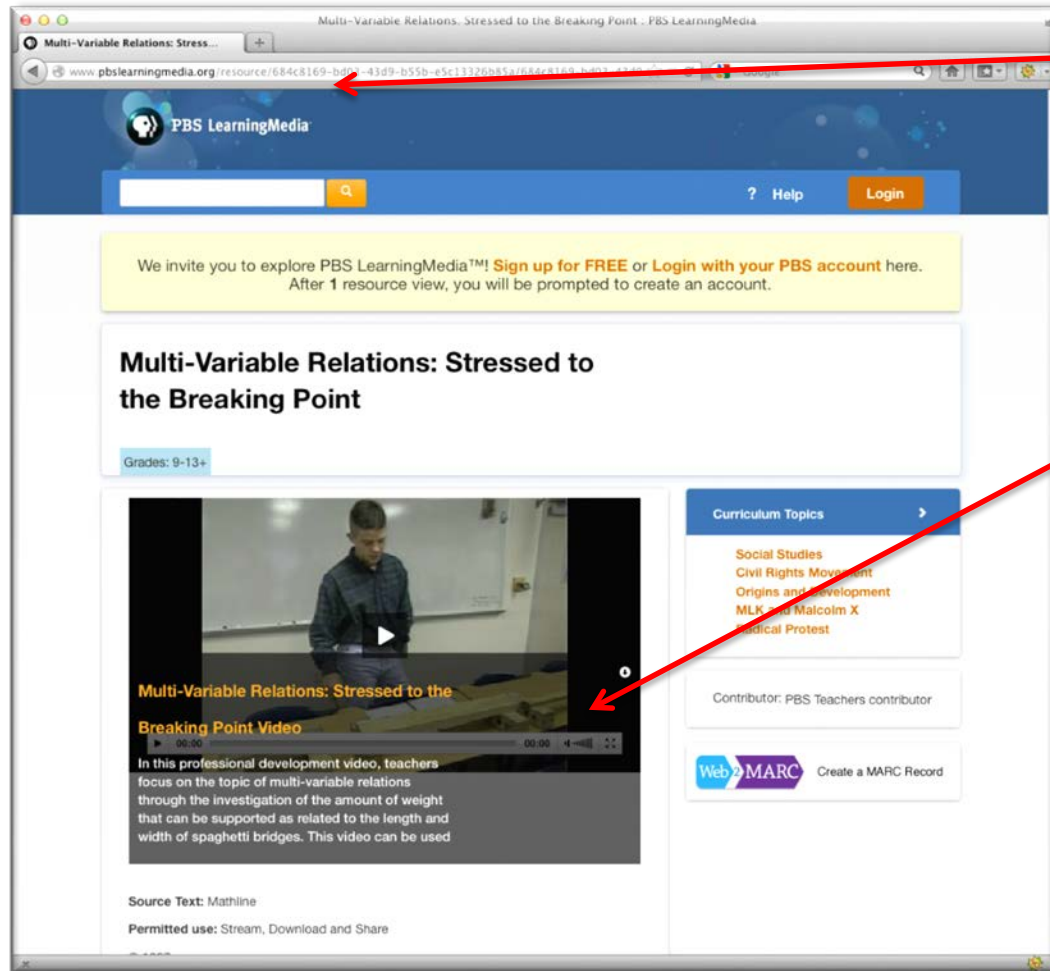 Multi-Variable Relations: Stressed to the Breaking Point : PBS LearningMedia
Multi-Variable Relations: Stress...
www.pbslearningmedia.org/resource/684c8169-bd03-43d9-b55b-e5c13326b85a/684c8169-bd03-43d9
Google
PBS LearningMedia
? Help
Login
We invite you to explore PBS LearningMedia™! Sign up for FREE or Login with your PBS account here.
After 1 resource view, you will be prompted to create an account.
Multi-Variable Relations: Stressed to
the Breaking Point
Grades: 9-13+
Curriculum Topics
Social Studies
Civil Rights Movement
Origins and Development
MLK and Malcolm X
Radical Protest
Multi-Variable Relations: Stressed to the
Breaking Point Video
00:00 00:00
In this professional development video, teachers
focus on the topic of multi-variable relations
through the investigation of the amount of weight
that can be supported as related to the length and
width of spaghetti bridges. This video can be used
Contributor: PBS Teachers contributor
Web2MARC Create a MARC Record
Source Text: Mathline
Permitted use: Stream, Download and Share